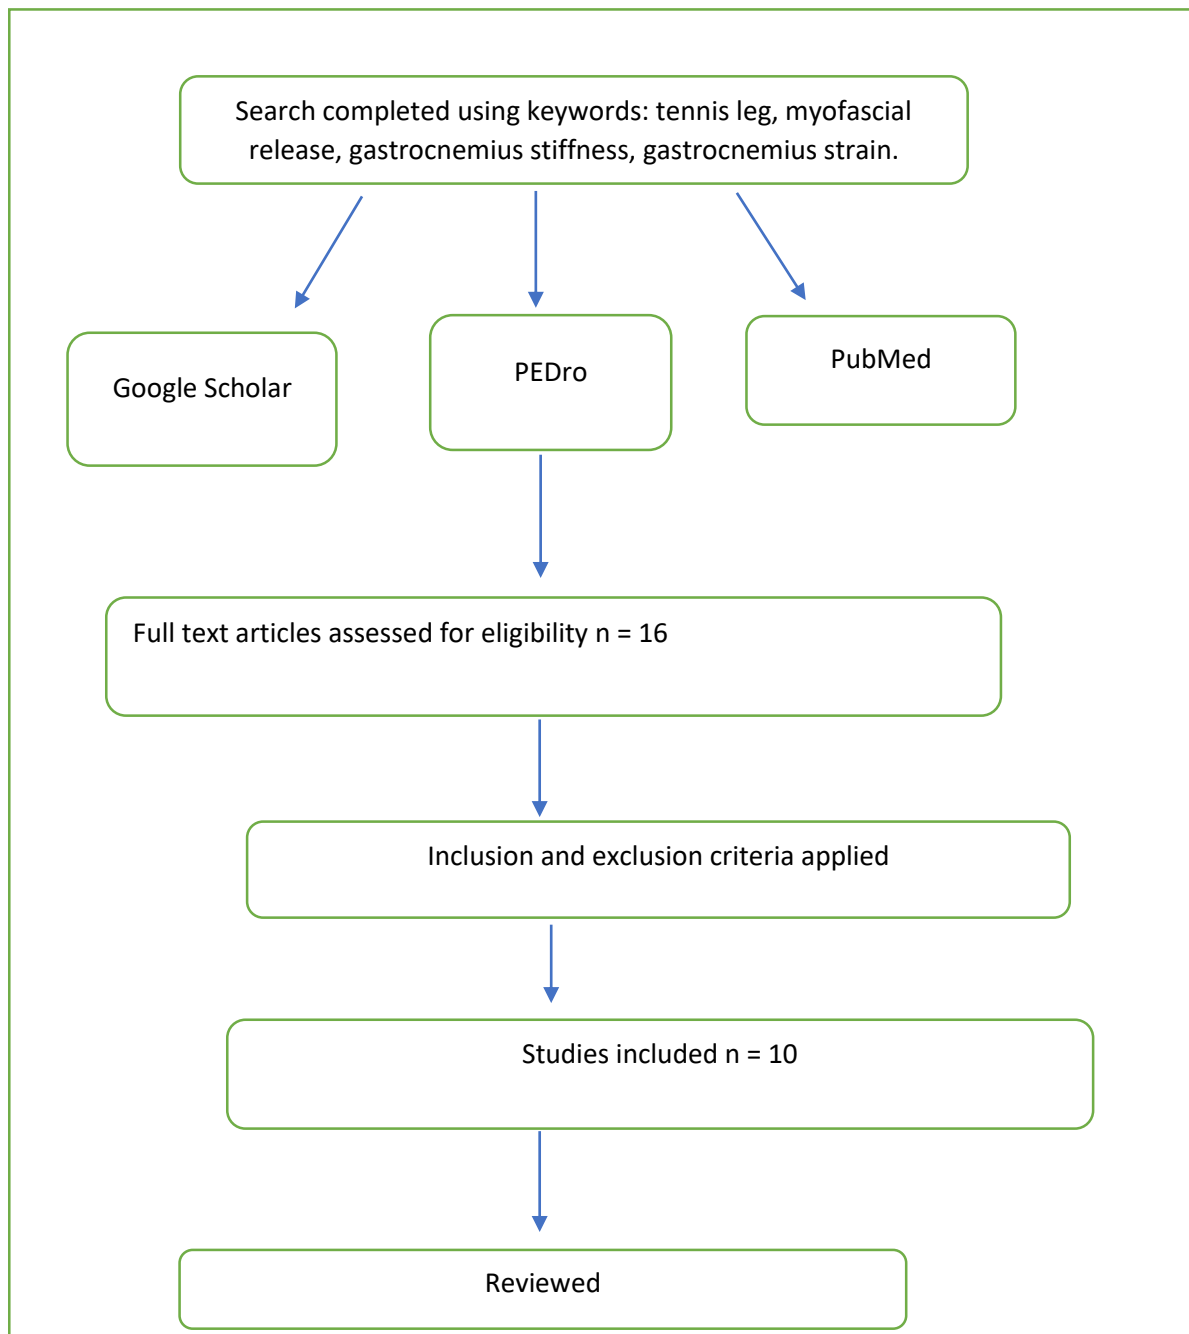 Search completed using keywords: tennis leg, myofascial
release, gastrocnemius stiffness, gastrocnemius strain.
Google Scholar
PEDro
PubMed
Full text articles assessed for eligibility n = 16
Inclusion and exclusion criteria applied
Studies included n = 10
Reviewed